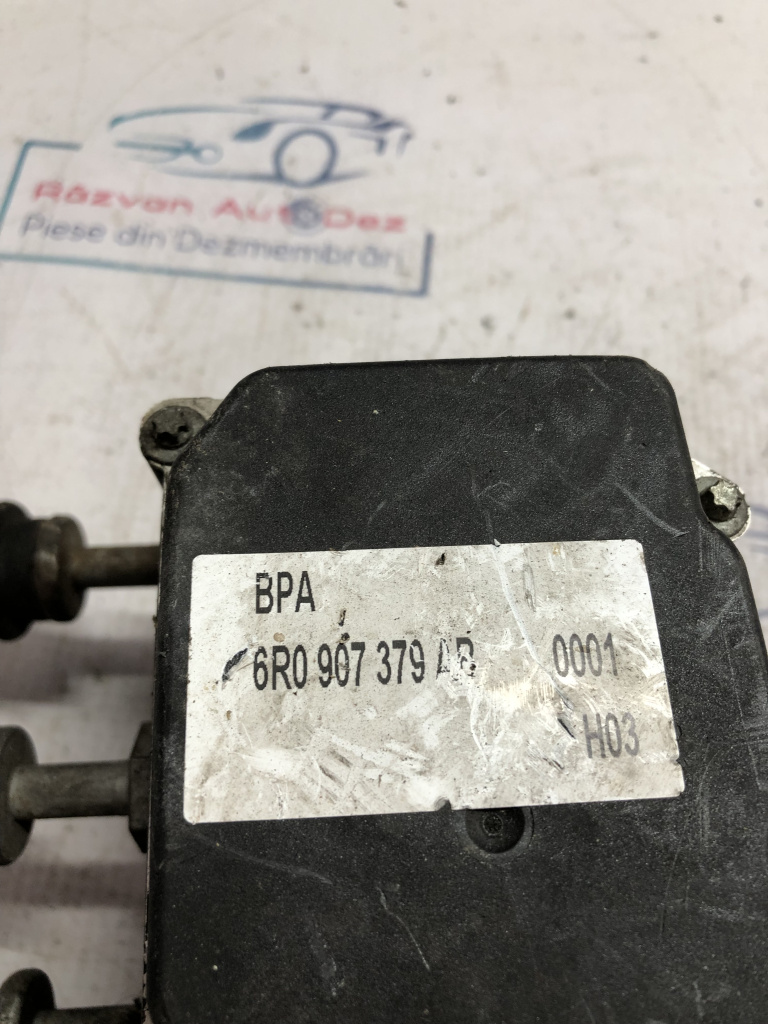 Răzvan AutoDez
Piese din Dezmembrări
BPA
6R0 907 379
0001
H03